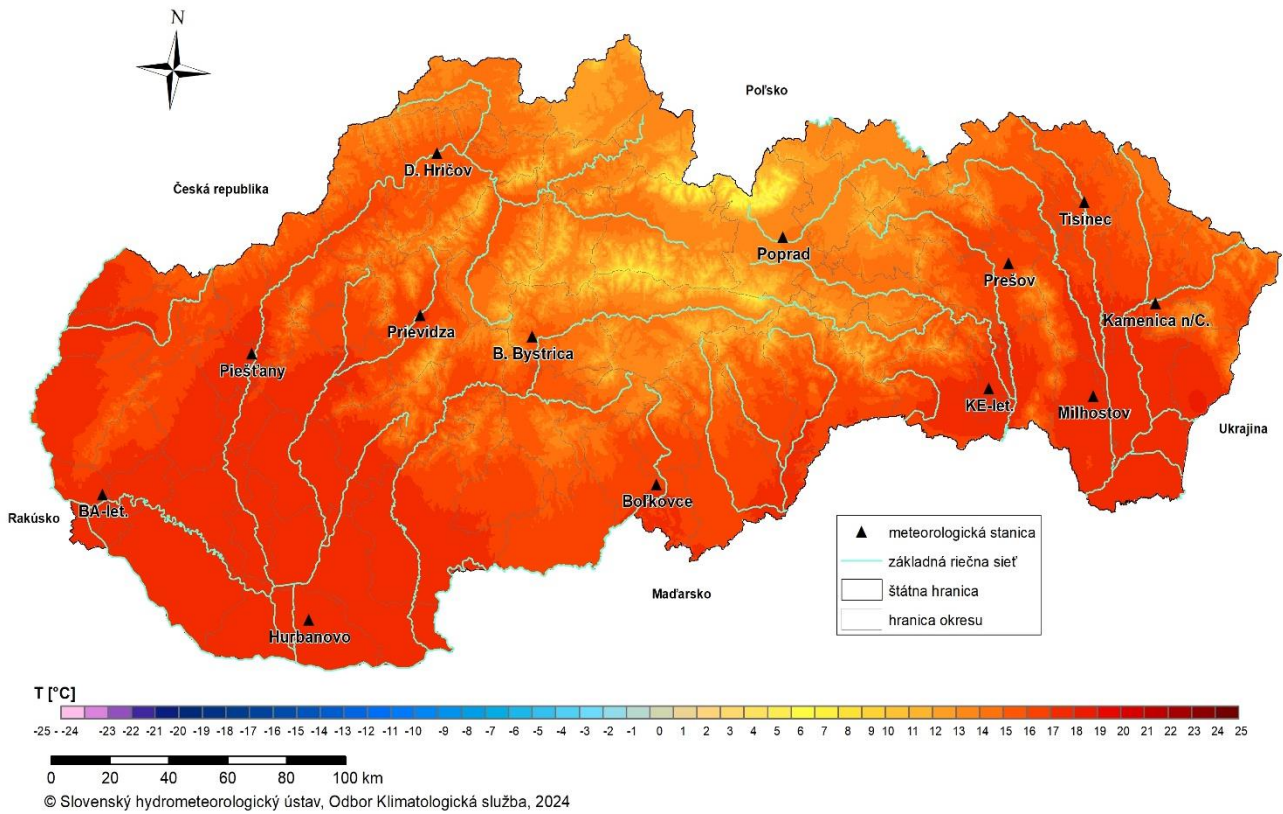 N
Poľsko
D. Hričov
Česká republika
Tisinec
Poprad
Prešov
Kamenica n/C.
Prievidza
B. Bystrica
Piešťany
KE-let.
Milhostov
Ukrajina
Boľkovce
BA-let.
Rakúsko
meteorologická stanica
základná riečna sieť
štátna hranica
hranica okresu
Maďarsko
Hurbanovo
T [°C]
-25 - -24 -23 -22 -21 -20 -19 -18 -17 -16 -15 -14 -13 -12 -11 -10 -9 -8 -7 -6 -5 -4 -3 -2 -1 0 1 2 3 4 5 6 7 8 9 10 11 12 13 14 15 16 17 18 19 20 21 22 23 24 25
0 20 40 60 80 100 km
© Slovenský hydrometeorologický ústav, Odbor Klimatologická služba, 2024